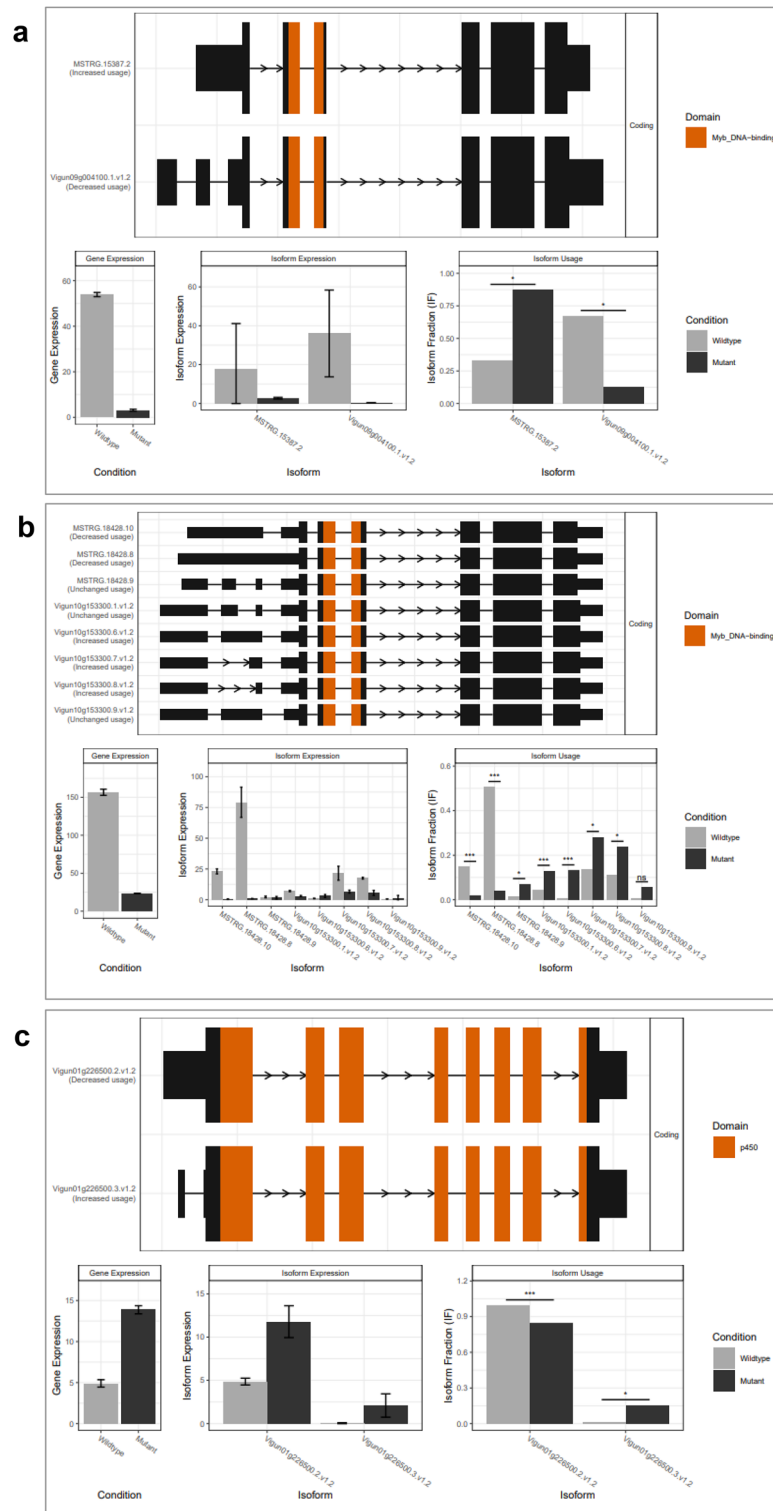 a
MSTRG.15387.2
(Increased usage)
Vigun09g004100.1.v1.2
(Decreased usage)
Coding
Domain
Myb_DNA-binding
Gene Expression
Gene Expression
60
40
20
0
Wildtype
Mutant
Condition
Isoform Expression
Isoform Expression
60
40
20
0
MSTRG.15387.2
Vigun09g004100.1.v1.2
Isoform
Isoform Usage
Isoform Fraction (IF)
1.00
0.75
0.50
0.25
0.00
*
*
MSTRG.15387.2
Vigun09g004100.1.v1.2
Isoform
Condition
Wildtype
Mutant
b
MSTRG.18428.10
(Decreased usage)
MSTRG.18428.8
(Decreased usage)
MSTRG.18428.9
(Unchanged usage)
Vigun10g153300.1.v1.2
(Unchanged usage)
Vigun10g153300.6.v1.2
(Increased usage)
Vigun10g153300.7.v1.2
(Increased usage)
Vigun10g153300.8.v1.2
(Increased usage)
Vigun10g153300.9.v1.2
(Unchanged usage)
Coding
Domain
Myb_DNA-binding
Gene Expression
Gene Expression
150
100
50
0
Wildtype
Mutant
Condition
Isoform Expression
Isoform Expression
100
75
50
25
0
MSTRG.18428.10
MSTRG.18428.8
MSTRG.18428.9
Vigun10g153300.1.v1.2
Vigun10g153300.6.v1.2
Vigun10g153300.7.v1.2
Vigun10g153300.8.v1.2
Vigun10g153300.9.v1.2
Isoform
Isoform Usage
Isoform Fraction (IF)
0.6
0.4
0.2
0.0
***
***
*
***
***
*
*
ns
MSTRG.18428.10
MSTRG.18428.8
MSTRG.18428.9
Vigun10g153300.1.v1.2
Vigun10g153300.6.v1.2
Vigun10g153300.7.v1.2
Vigun10g153300.8.v1.2
Vigun10g153300.9.v1.2
Isoform
Condition
Wildtype
Mutant
c
Vigun01g226500.2.v1.2
(Decreased usage)
Vigun01g226500.3.v1.2
(Increased usage)
Coding
Domain
p450
Gene Expression
Gene Expression
15
10
5
0
Wildtype
Mutant
Condition
Isoform Expression
Isoform Expression
15
10
5
0
Vigun01g226500.2.v1.2
Vigun01g226500.3.v1.2
Isoform
Isoform Usage
Isoform Fraction (IF)
1.2
0.9
0.6
0.3
0.0
***
*
Vigun01g226500.2.v1.2
Vigun01g226500.3.v1.2
Isoform
Condition
Wildtype
Mutant